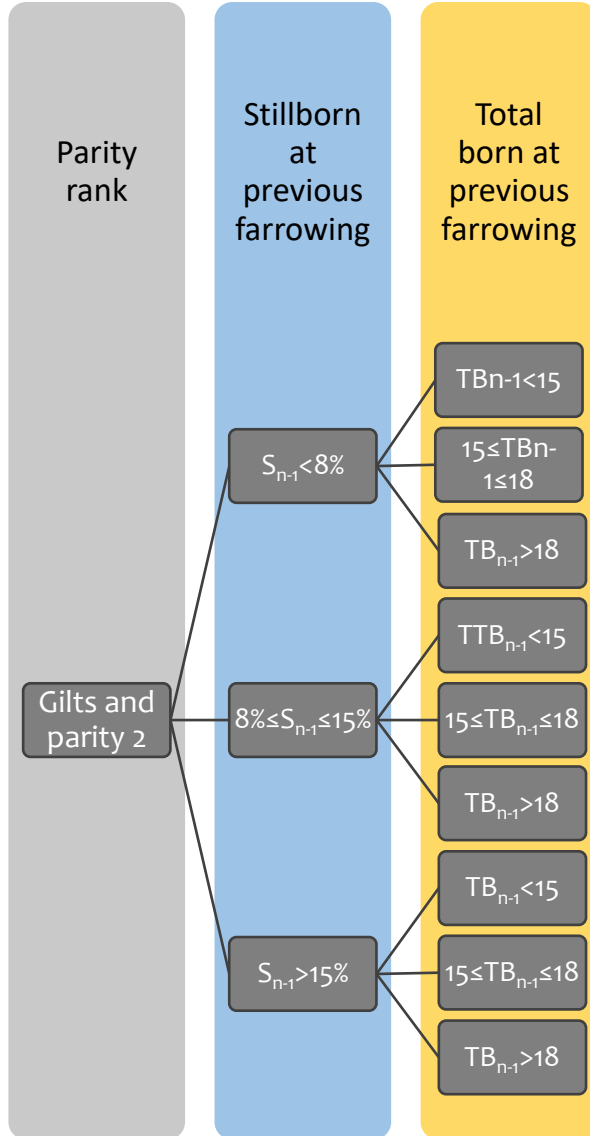 Parity
rank
Stillborn
at
previous
farrowing
Total
born at
previous
farrowing
Gilts and
parity 2
Sₙ₋₁<8%
TBn-1<15
15≤TBn-
1≤18
TBₙ₋₁>18
8%≤Sₙ₋₁≤15%
TTBₙ₋₁<15
15≤TBₙ₋₁≤18
TBₙ₋₁>18
Sₙ₋₁>15%
TBₙ₋₁<15
15≤TBₙ₋₁≤18
TBₙ₋₁>18